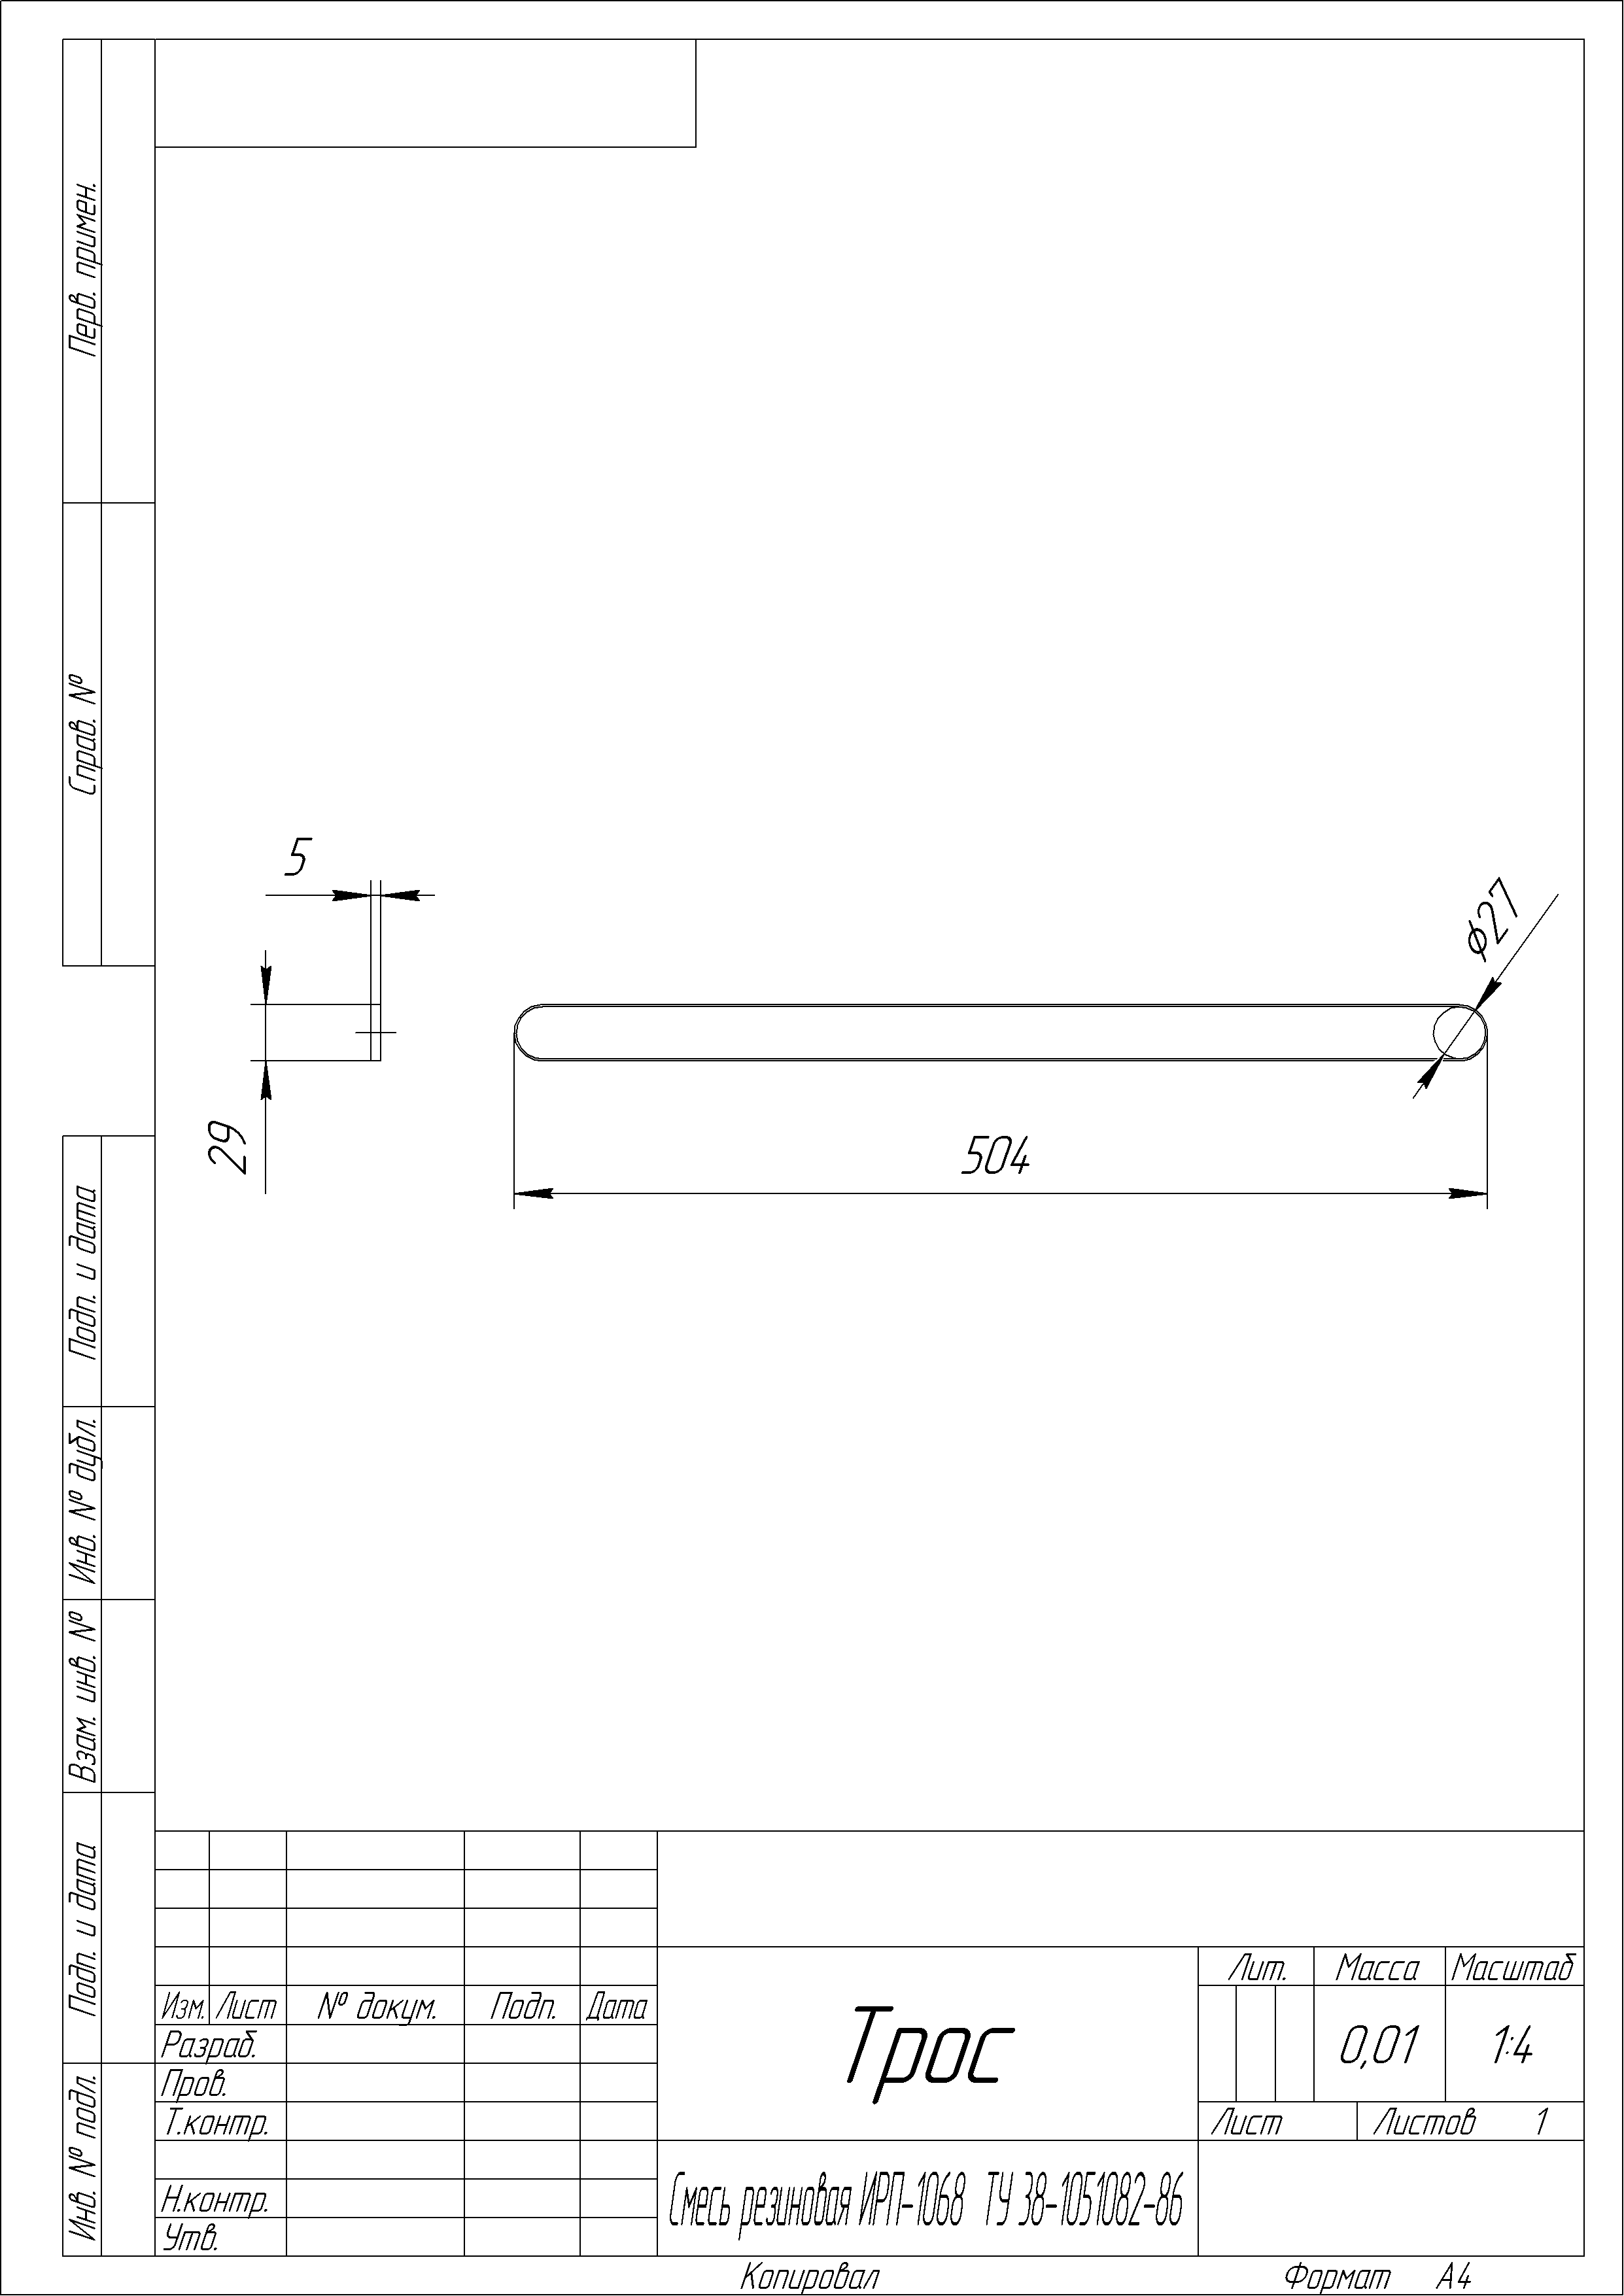 Перв. примен.
Справ. №
Подп. и дата
Инв. № дубл.
Взам. инв. №
Подп. и дата
Инв. № подл.
5
29
⌀27
504
Изм. Лист № докум. Подп. Дата
Разраб.
Пров.
Т.контр.
Н.контр.
Утв.
Трос
Смесь резиновая ИРП-1068 ТУ 38-1051082-86
Лит. Масса Масштаб
0,01 1:4
Лист Листов 1
Копировал Формат А4